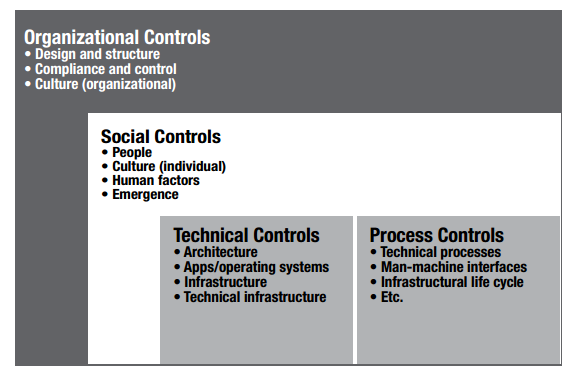 Organizational Controls
• Design and structure
• Compliance and control
• Culture (organizational)
Social Controls
• People
• Culture (individual)
• Human factors
• Emergence
Technical Controls
• Architecture
• Apps/operating systems
• Infrastructure
• Technical infrastructure
Process Controls
• Technical processes
• Man-machine interfaces
• Infrastructural life cycle
• Etc.